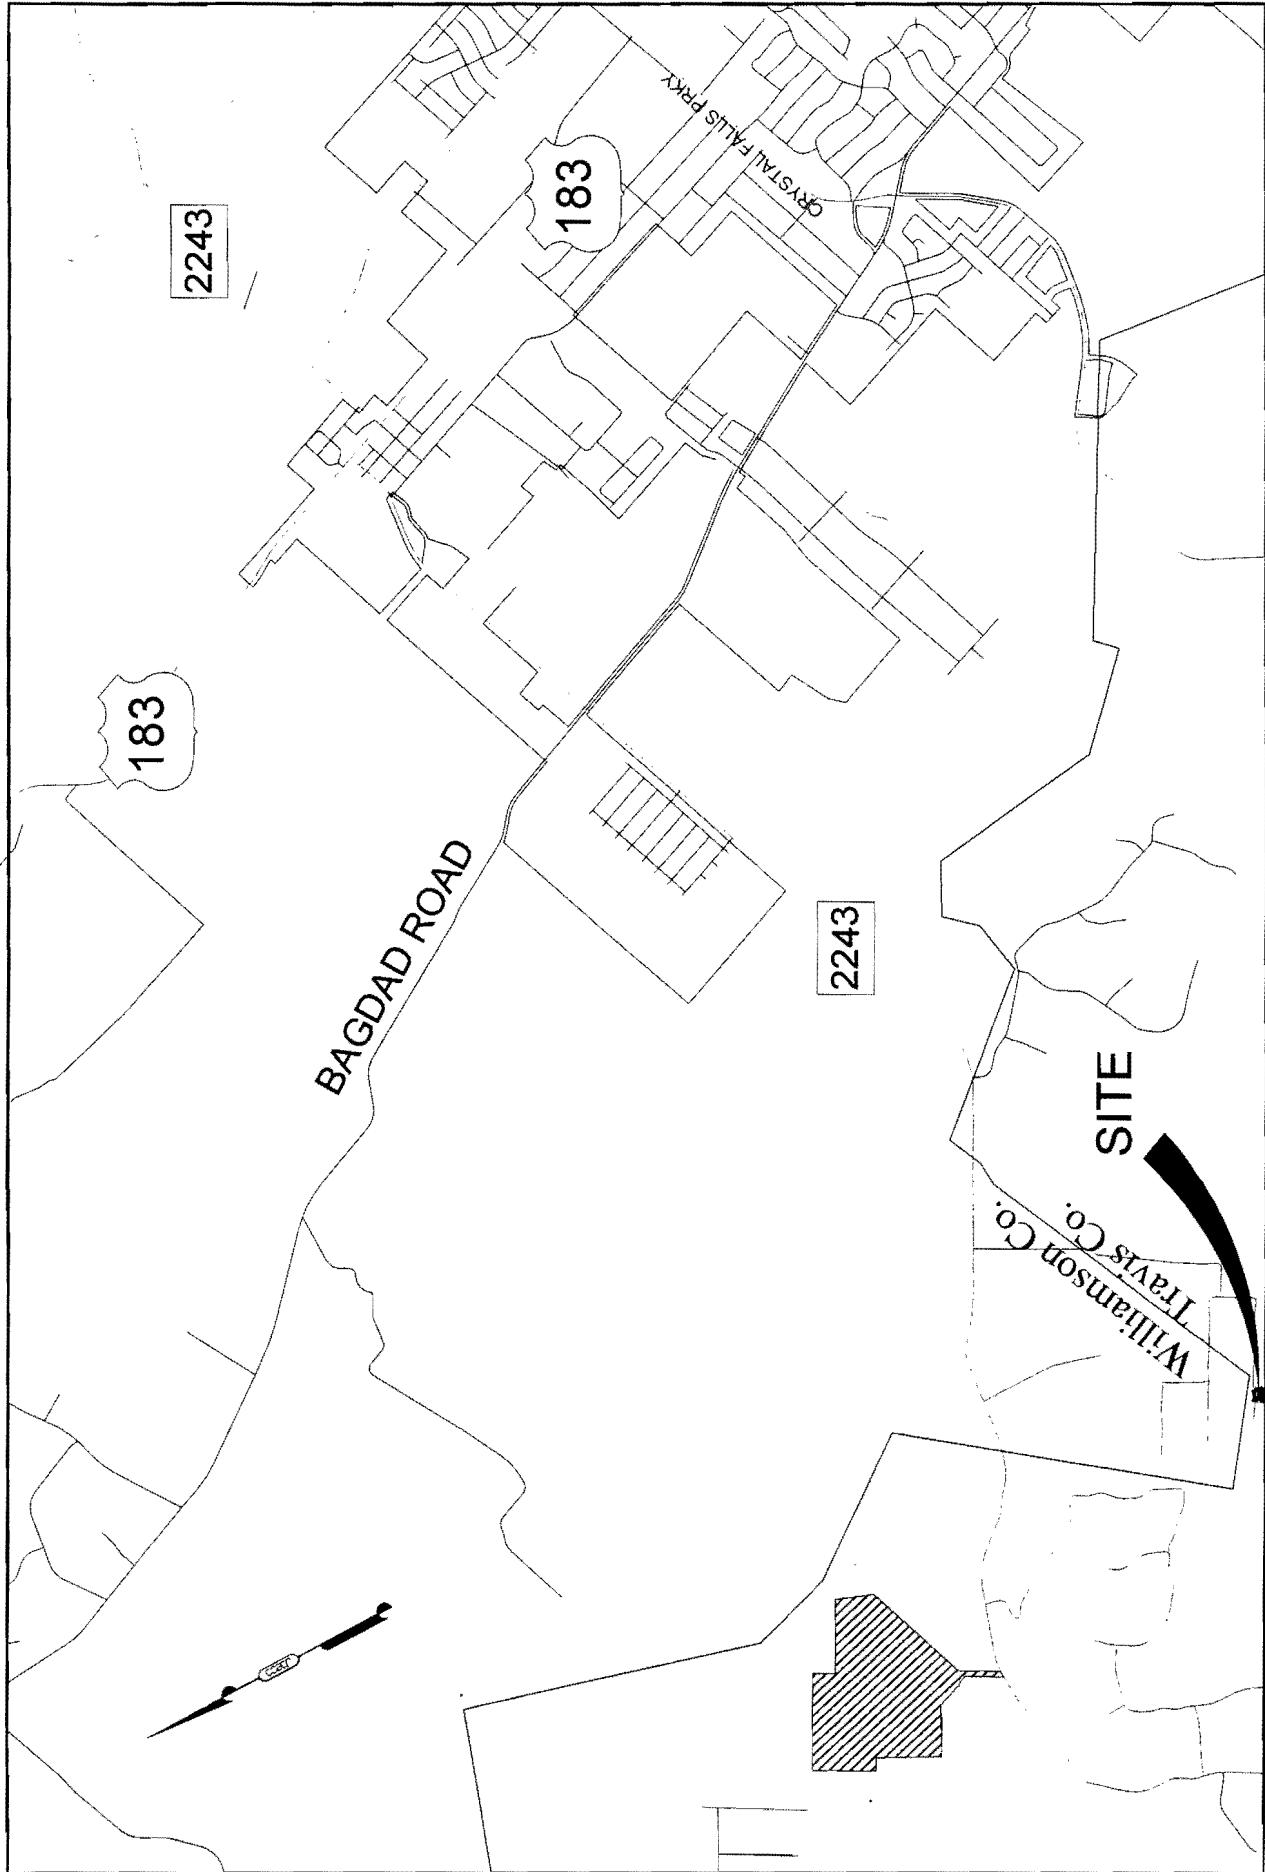 2243
183
CRYSTAL FALLS PRKY
183
BAGDAD ROAD
2243
SITE
Williamson Co.
Travis Co.